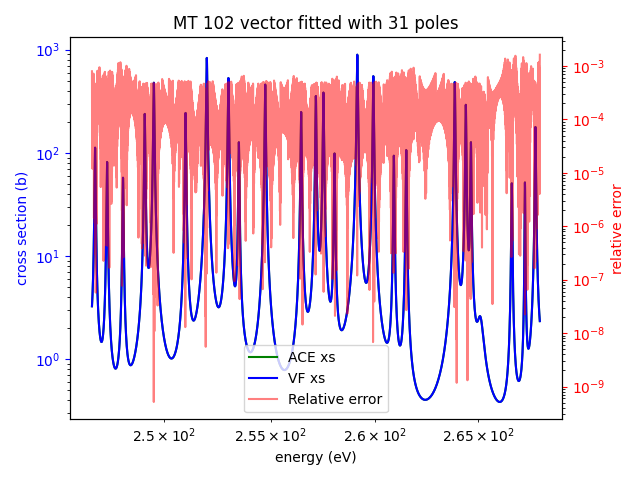 MT 102 vector fitted with 31 poles
10³
10²
10¹
10⁰
cross section (b)
10⁻³
10⁻⁴
10⁻⁵
10⁻⁶
10⁻⁷
10⁻⁸
10⁻⁹
relative error
ACE xs
VF xs
Relative error
2.5 × 10² 2.55 × 10² 2.6 × 10² 2.65 × 10²
energy (eV)